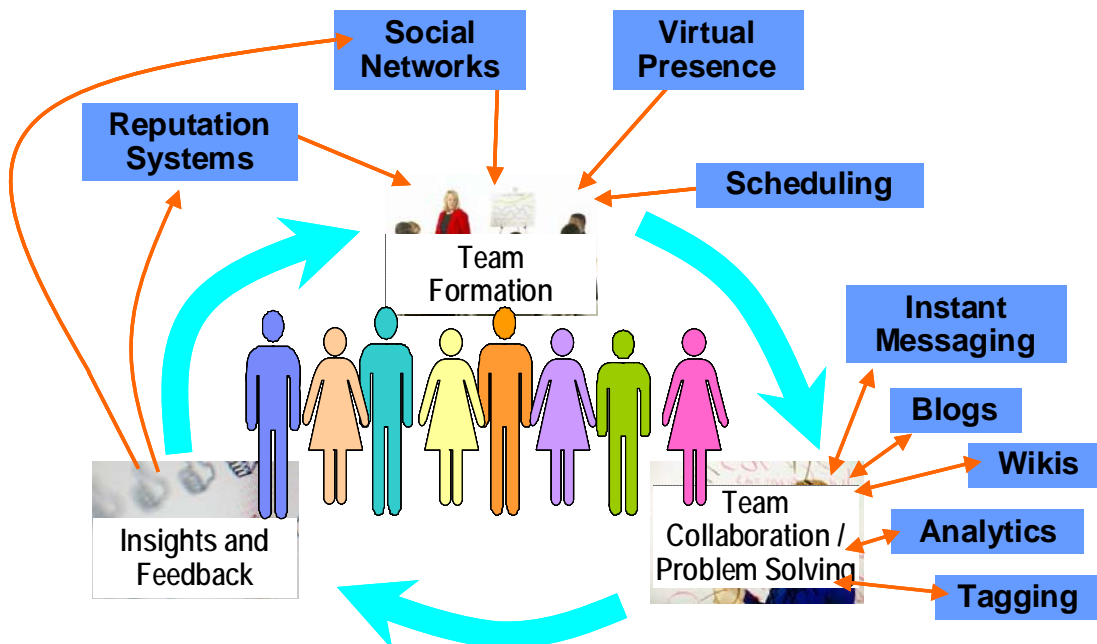 Social
Networks
Virtual
Presence
Reputation
Systems
Scheduling
Team
Formation
Instant
Messaging
Blogs
Wikis
Insights and
Feedback
Team
Collaboration /
Problem Solving
Analytics
Tagging